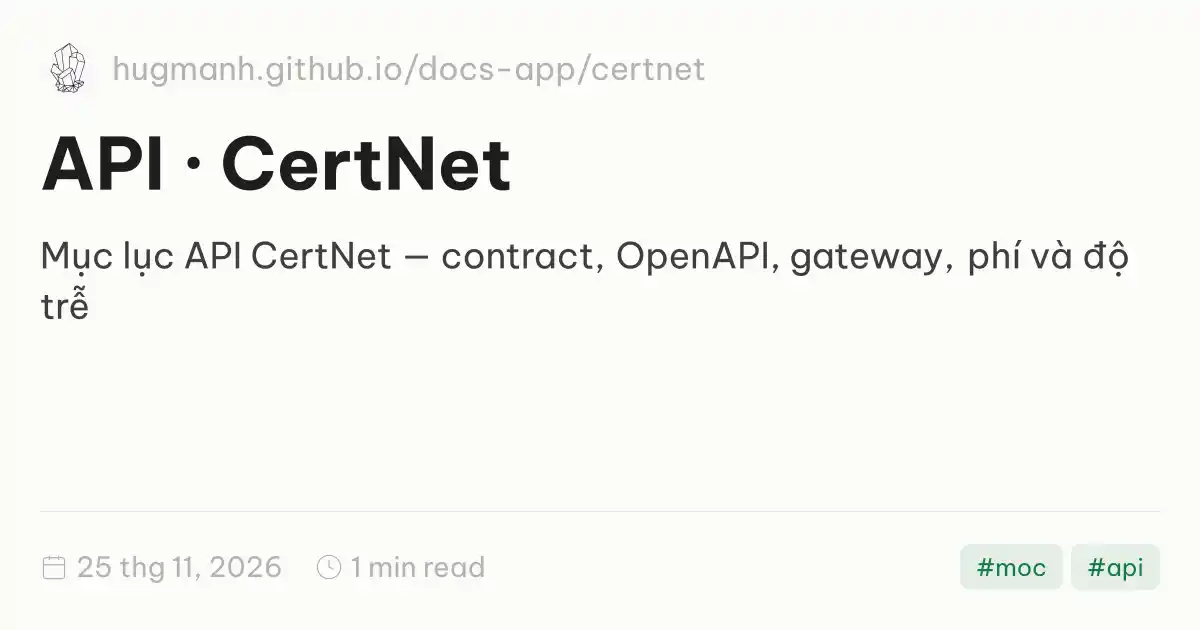 hugmanh.github.io/docs-app/certnet
API · CertNet
Mục lục API CertNet — contract, OpenAPI, gateway, phí và độ
trễ
25 thg 11, 2026 1 min read #moc #api